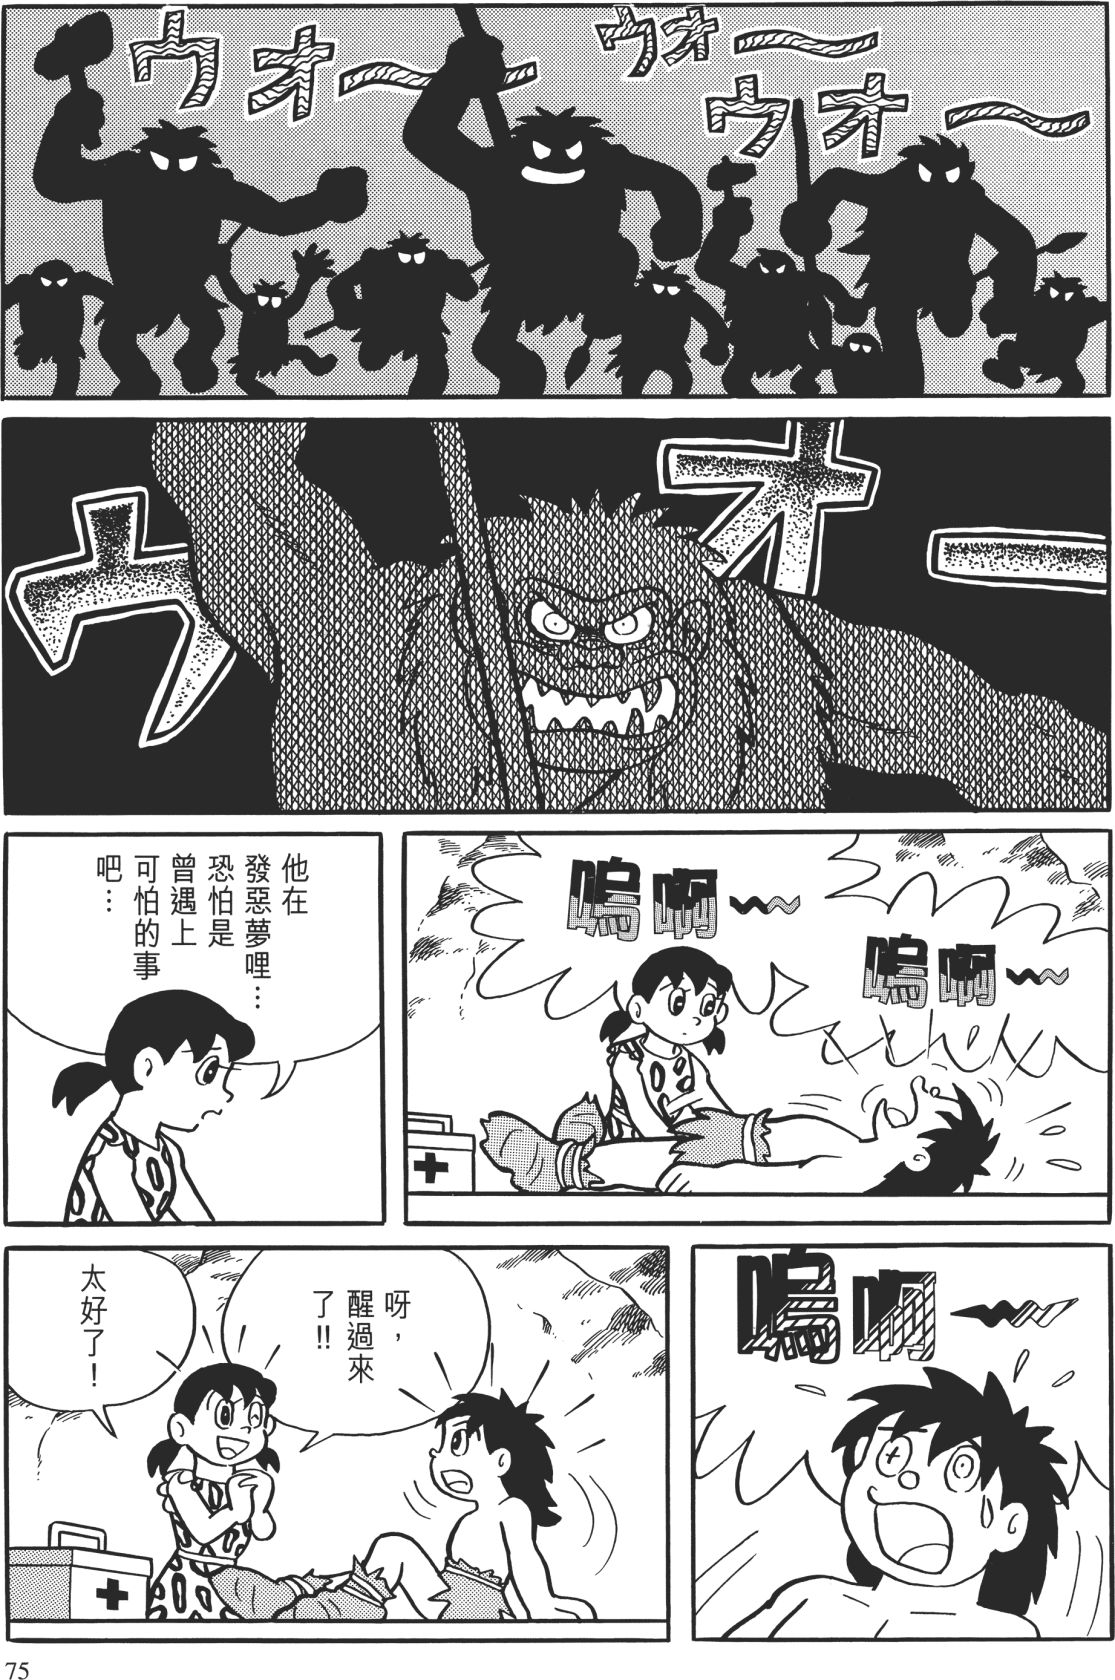 ウオ〜
ウオ〜
ウオ〜
ウオー
嗚啊〜
嗚啊〜
他在
發惡夢哩…
恐怕是
曾遇上
可怕的事
吧…
嗚啊〜
呀，
醒過來
了!!
太好了！
75